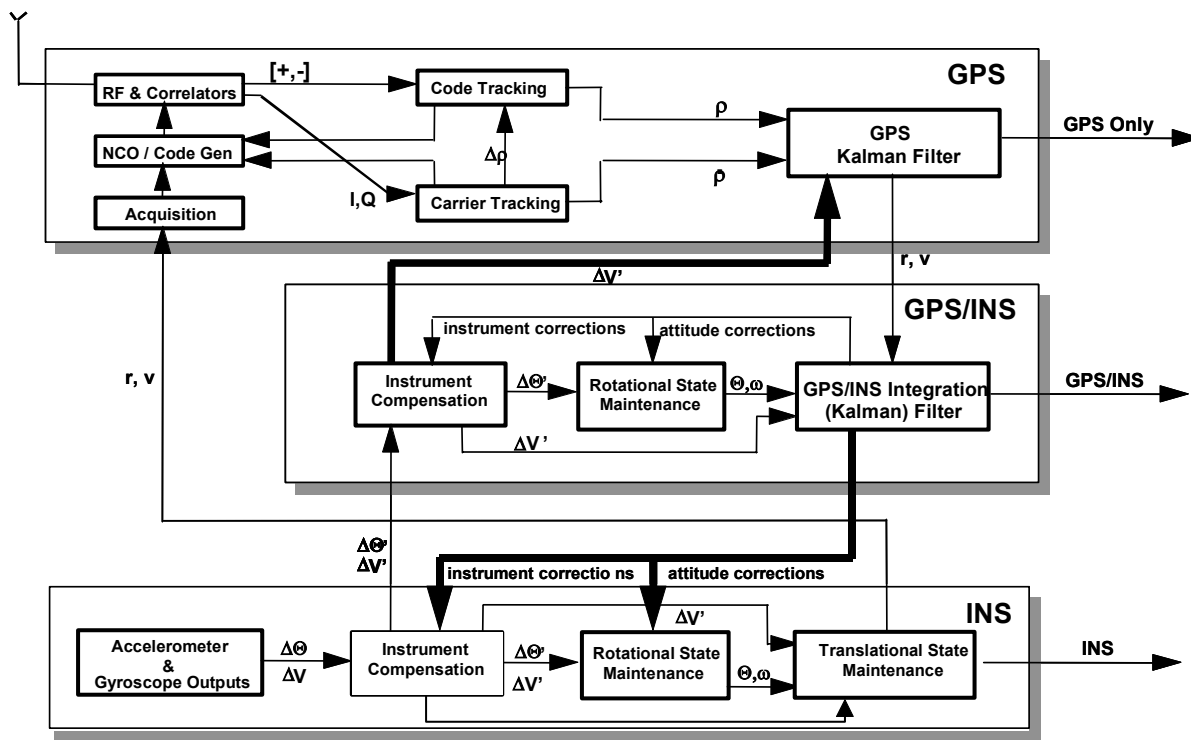 GPS
RF & Correlators
[+,-]
Code Tracking
NCO / Code Gen
Δρ
Acquisition
I,Q
Carrier Tracking
ρ
ρ̇
GPS
Kalman Filter
GPS Only
ΔV’
r, v
GPS/INS
instrument corrections
attitude corrections
r, v
Instrument
Compensation
ΔΘ’
Rotational State
Maintenance
Θ,ω
GPS/INS Integration
(Kalman) Filter
GPS/INS
ΔV ’
ΔΘ’
ΔV’
instrument correctio ns
attitude corrections
INS
Accelerometer
&
Gyroscope Outputs
ΔΘ
ΔV
Instrument
Compensation
ΔΘ’
ΔV’
Rotational State
Maintenance
ΔV’
Θ,ω
Translational State
Maintenance
INS